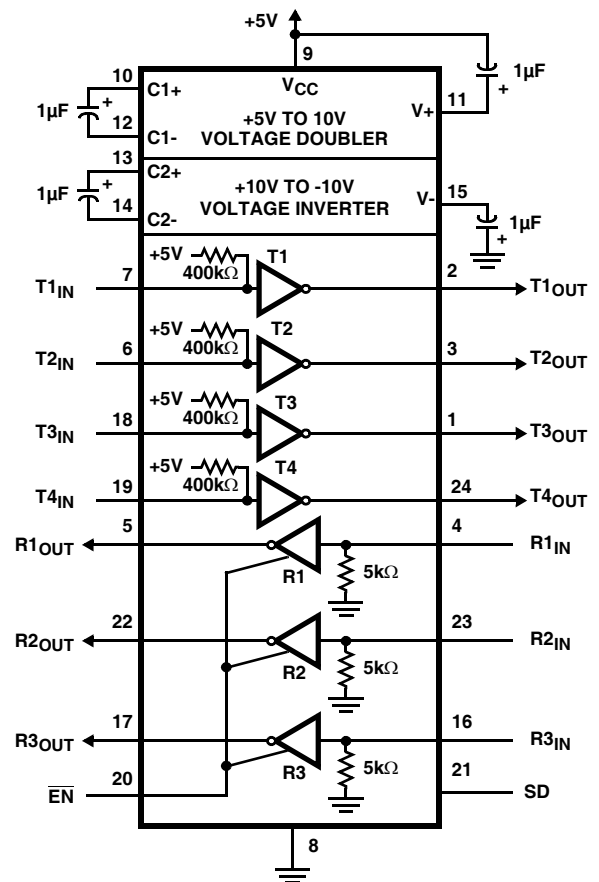 +5V
9
10
1µF
+
C1+
VCC
1µF
+
12
C1-
+5V TO 10V
VOLTAGE DOUBLER
V+
11
13
1µF
+
C2+
14
C2-
+10V TO -10V
VOLTAGE INVERTER
V-
15
1µF
+
T1IN
7
+5V
400kΩ
T1
2
T1OUT
T2IN
6
+5V
400kΩ
T2
3
T2OUT
T3IN
18
+5V
400kΩ
T3
1
T3OUT
T4IN
19
+5V
400kΩ
T4
24
T4OUT
R1OUT
5
R1
5kΩ
4
R1IN
R2OUT
22
R2
5kΩ
23
R2IN
R3OUT
17
R3
5kΩ
16
R3IN
EN
20
21
SD
8